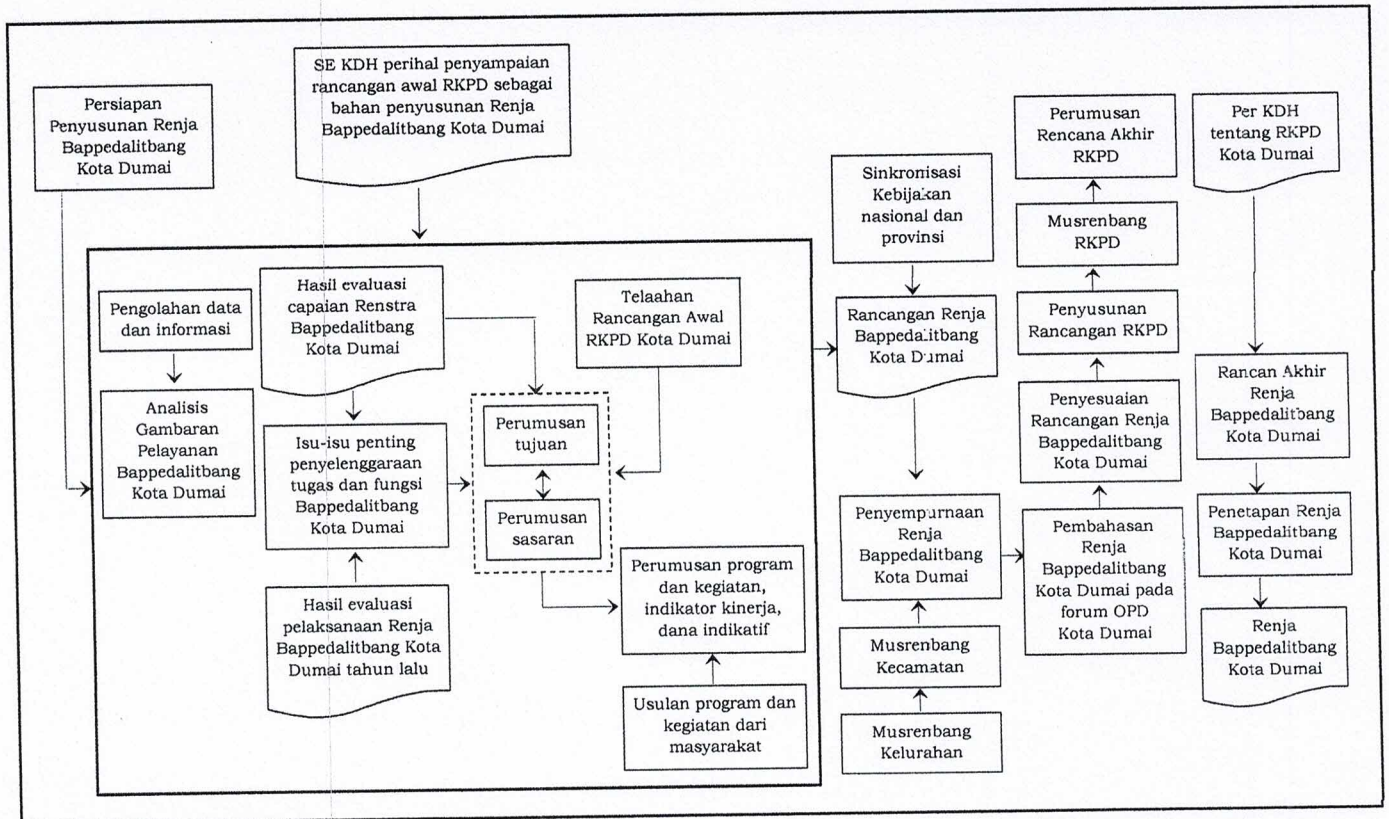 Persiapan
Penyusunan Renja
Bappedalitbang
Kota Dumai
SE KDH perihal penyampaian
rancangan awal RKPD sebagai
bahan penyusunan Renja
Bappedalitbang Kota Dumai
Pengolahan data
dan informasi
Analisis
Gambaran
Pelayanan
Bappedalitbang
Kota Dumai
Hasil evaluasi
capaian Renstra
Bappedalitbang
Kota Dumai
Isu-isu penting
penyelenggaraan
tugas dan fungsi
Bappedalitbang
Kota Dumai
Hasil evaluasi
pelaksanaan Renja
Bappedalitbang Kota
Dumai tahun lalu
Perumusan
tujuan
Perumusan
sasaran
Telaahan
Rancangan Awal
RKPD Kota Dumai
Perumusan program
dan kegiatan,
indikator kinerja,
dana indikatif
Usulan program dan
kegiatan dari
masyarakat
Sinkronisasi
Kebijakan
nasional dan
provinsi
Rancangan Renja
Bappedalitbang
Kota Dumai
Penyempurnaan
Renja
Bappedalitbang
Kota Dumai
Musrenbang
Kecamatan
Musrenbang
Kelurahan
Perumusan
Rencana Akhir
RKPD
Musrenbang
RKPD
Penyusunan
Rancangan RKPD
Penyesuaian
Rancangan Renja
Bappedalitbang
Kota Dumai
Pembahasan
Renja
Bappedalitbang
Kota Dumai pada
forum OPD
Kota Dumai
Per KDH
tentang RKPD
Kota Dumai
Rancan Akhir
Renja
Bappedalitbang
Kota Dumai
Penetapan Renja
Bappedalitbang
Kota Dumai
Renja
Bappedalitbang
Kota Dumai